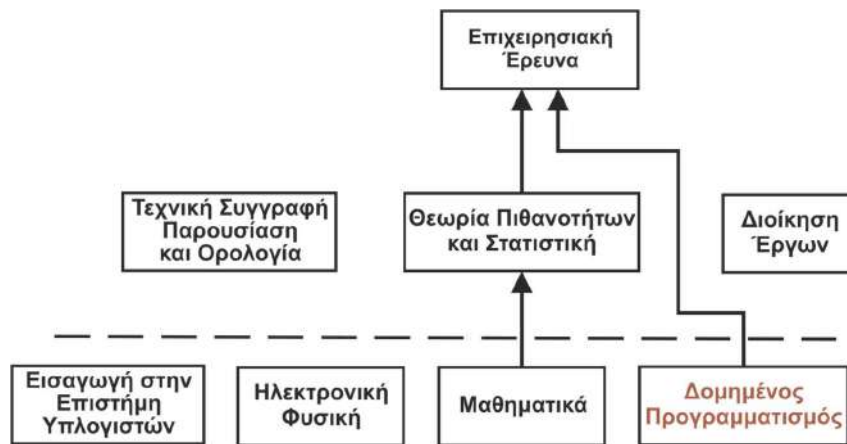 Επιχειρησιακή
Έρευνα
Τεχνική Συγγραφή
Παρουσίαση
και Ορολογία
Θεωρία Πιθανοτήτων
και Στατιστική
Διοίκηση
Έργων
Εισαγωγή στην
Επιστήμη
Υπλογιστών
Ηλεκτρονική
Φυσική
Μαθηματικά
Δομημένος
Προγραμματισμός